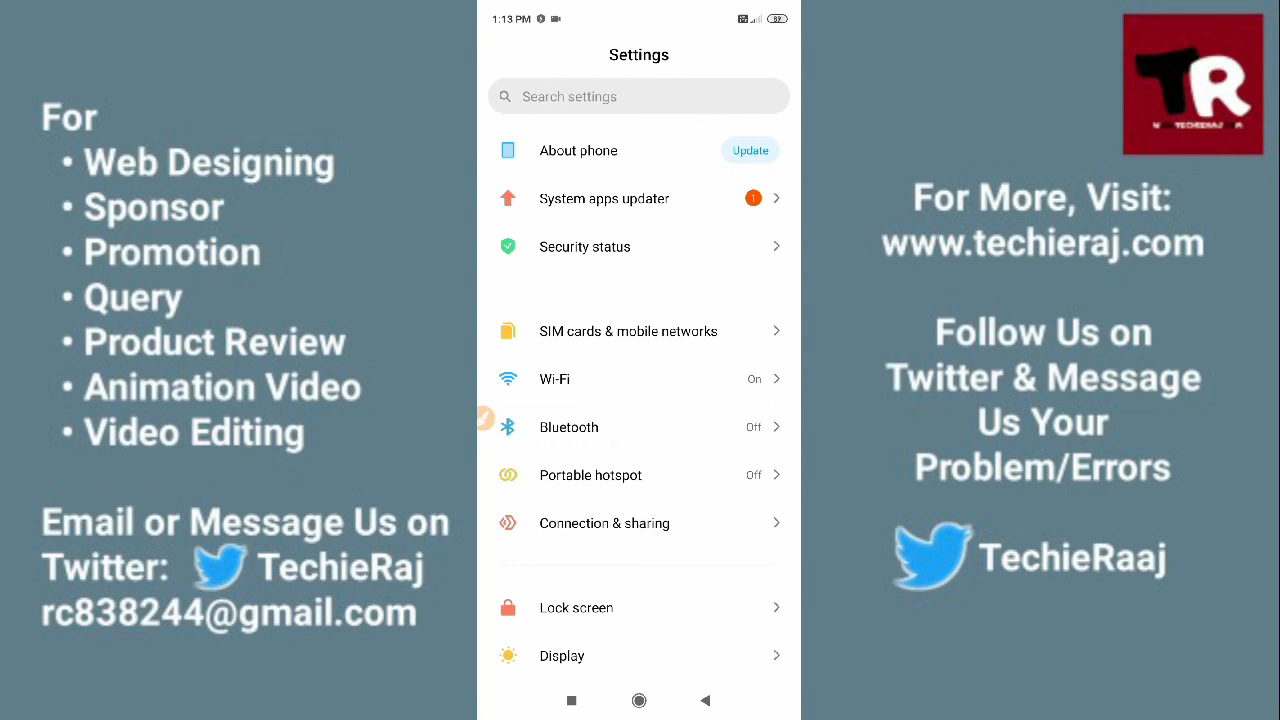 For
• Web Designing
• Sponsor
• Promotion
• Query
• Product Review
• Animation Video
• Video Editing
Email or Message Us on
Twitter: TechieRaj
rc838244@gmail.com
1:13 PM
89
Settings
Search settings
About phone Update
System apps updater 1
Security status
SIM cards & mobile networks
Wi-Fi On
Bluetooth Off
Portable hotspot Off
Connection & sharing
Lock screen
Display
TR
For More, Visit:
www.techieraj.com
Follow Us on
Twitter & Message
Us Your
Problem/Errors
TechieRaaj